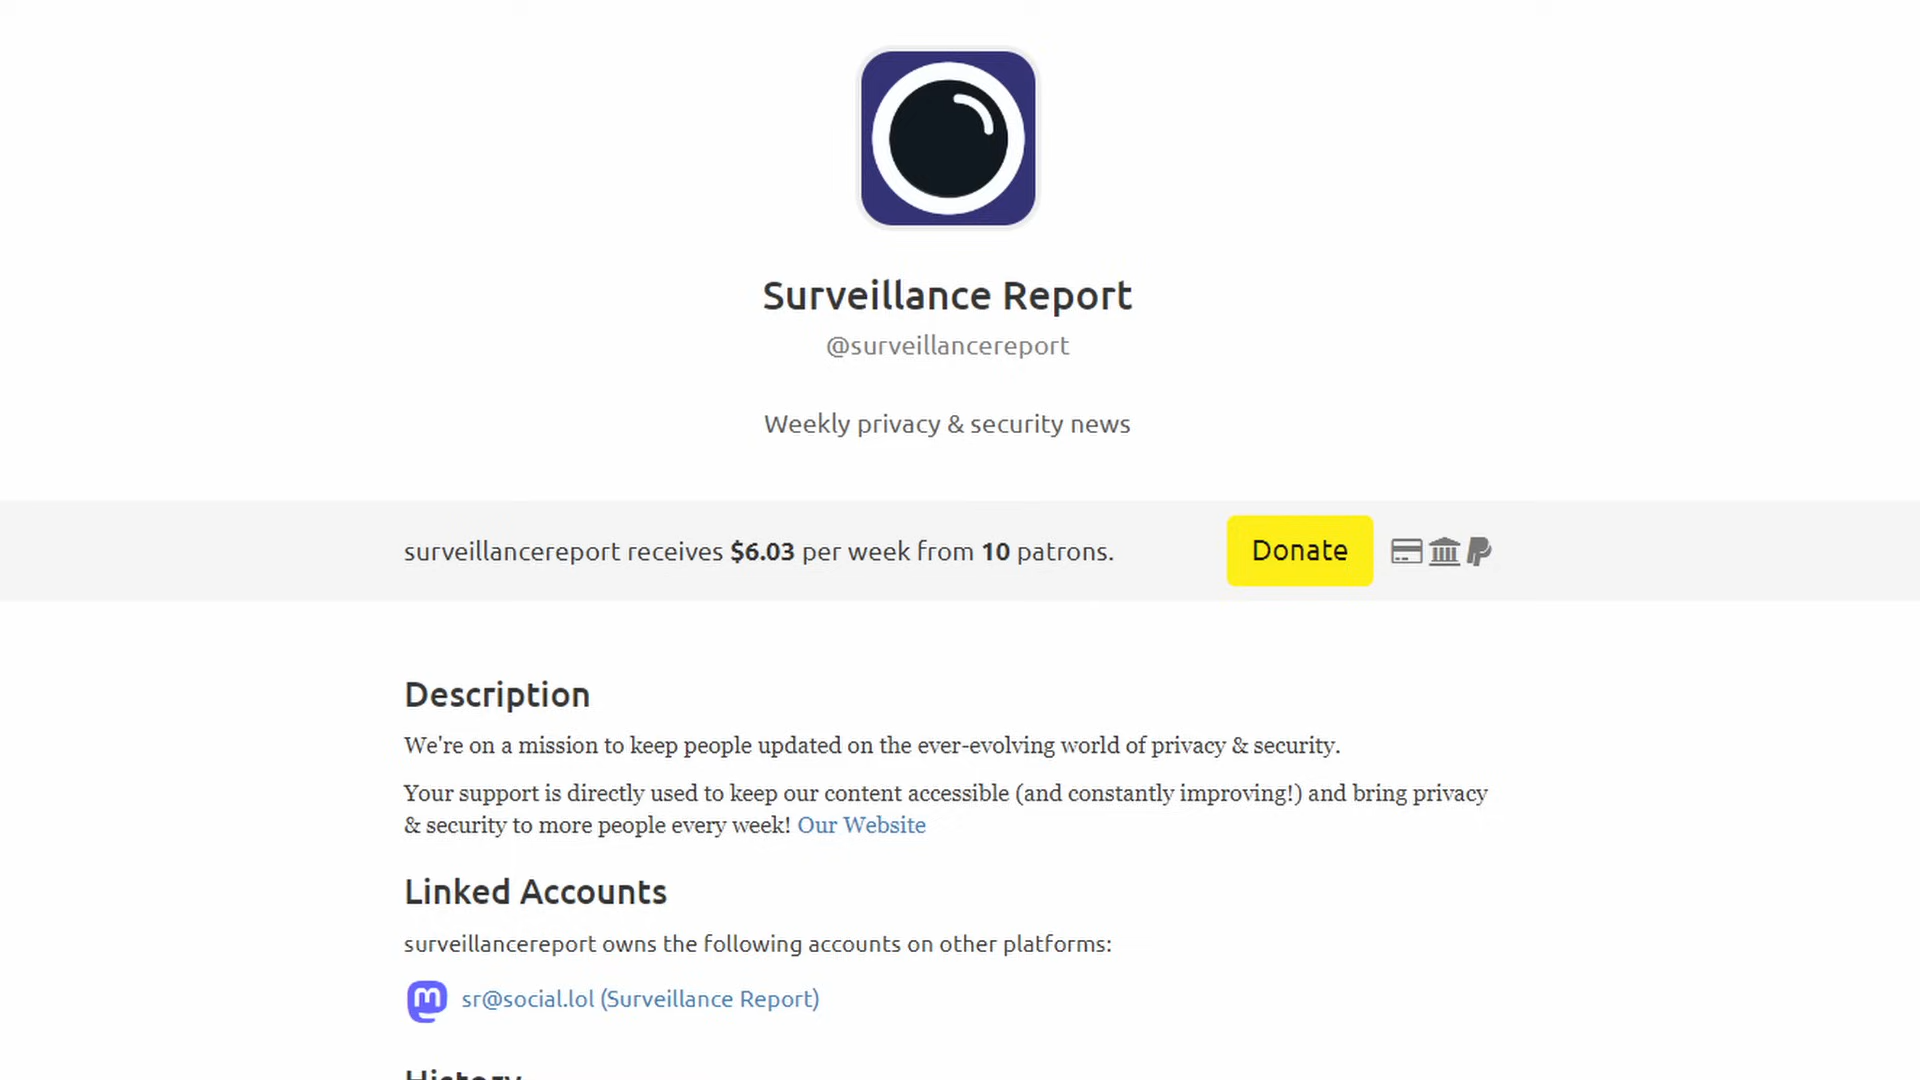 Surveillance Report
@surveillancereport
Weekly privacy & security news
surveillancereport receives $6.03 per week from 10 patrons.
Donate
Description
We're on a mission to keep people updated on the ever-evolving world of privacy & security.
Your support is directly used to keep our content accessible (and constantly improving!) and bring privacy
& security to more people every week! Our Website
Linked Accounts
surveillancereport owns the following accounts on other platforms:
sr@social.lol (Surveillance Report)
History